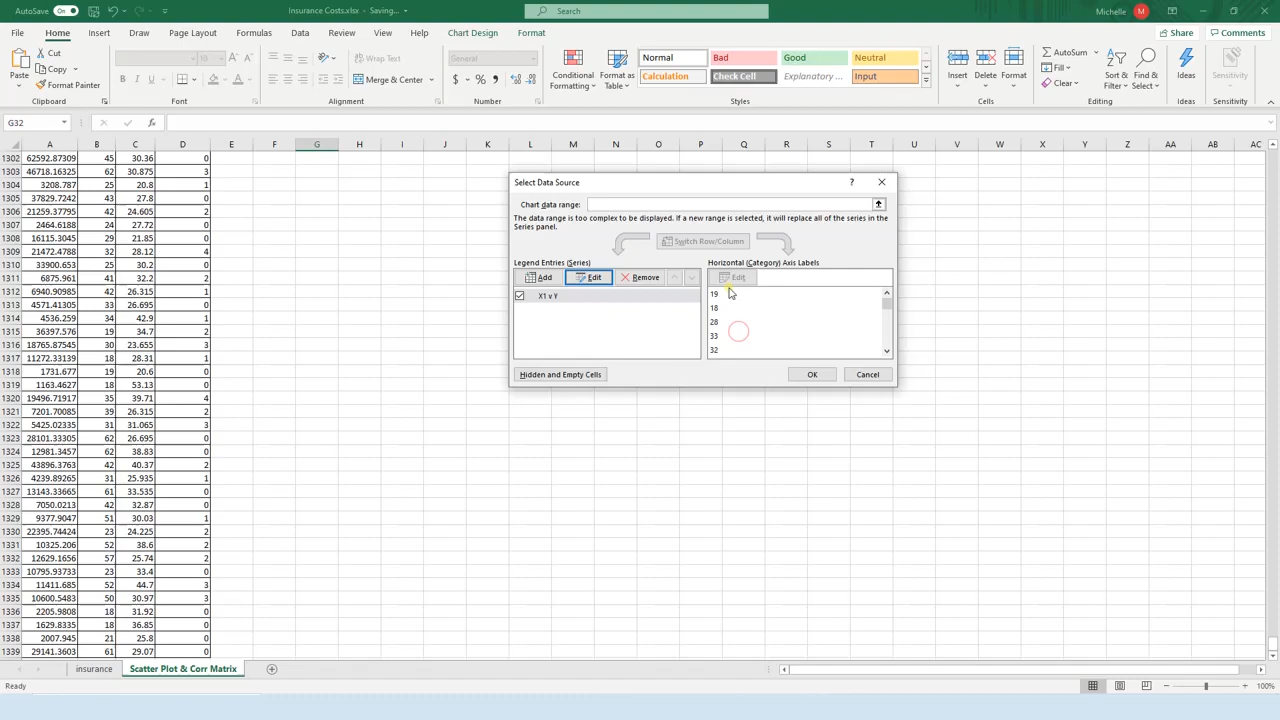 AutoSave On Insurance Costs.xlsx - Saving... Search Michelle M
File Home Insert Draw Page Layout Formulas Data Review View Help Chart Design Format Share Comments
Paste Cut Copy Format Painter Clipboard
10 B I U Font
Wrap Text Merge & Center Alignment
General $ % Number
Conditional Formatting Format as Table
Normal Bad Good Neutral
Calculation Check Cell Explanatory ... Input
Styles
Insert Delete Format Cells
AutoSum Fill Clear Sort & Filter Find & Select Editing
Ideas Ideas
Sensitivity Sensitivity
G32 fx
A B C D E F G H I J K L M N O P Q R S T U V W X Y Z AA AB AC
1302 62592.87309 45 30.36 0
1303 46718.16325 62 30.875 3
1304 3208.787 25 20.8 1
1305 37829.7242 43 27.8 0
1306 21259.37795 42 24.605 2
1307 2464.6188 24 27.72 0
1308 16115.3045 29 21.85 0
1309 21472.4788 32 28.12 4
1310 33900.653 25 30.2 0
1311 6875.961 41 32.2 2
1312 6940.90985 42 26.315 1
1313 4571.41305 33 26.695 0
1314 4536.259 34 42.9 1
1315 36397.576 19 34.7 2
1316 18765.87545 30 23.655 3
1317 11272.33139 18 28.31 1
1318 1731.677 19 20.6 0
1319 1163.4627 18 53.13 0
1320 19496.71917 35 39.71 4
1321 7201.70085 39 26.315 2
1322 5425.02335 31 31.065 3
1323 28101.33305 62 26.695 0
1324 12981.3457 62 38.83 0
1325 43896.3763 42 40.37 2
1326 4239.89265 31 25.935 1
1327 13143.33665 61 33.535 0
1328 7050.0213 42 32.87 0
1329 9377.9047 51 30.03 1
1330 22395.74424 23 24.225 2
1331 10325.206 52 38.6 2
1332 12629.1656 57 25.74 2
1333 10795.93733 23 33.4 0
1334 11411.685 52 44.7 3
1335 10600.5483 50 30.97 3
1336 2205.9808 18 31.92 0
1337 1629.8335 18 36.85 0
1338 2007.945 21 25.8 0
1339 29141.3603 61 29.07 0
Select Data Source ?
Chart data range:
The data range is too complex to be displayed. If a new range is selected, it will replace all of the series in the
Series panel.
Switch Row/Column
Legend Entries (Series) Horizontal (Category) Axis Labels
Add Edit Remove Edit
X1 v Y
19
18
28
33
32
Hidden and Empty Cells OK Cancel
insurance Scatter Plot & Corr Matrix
Ready 100%